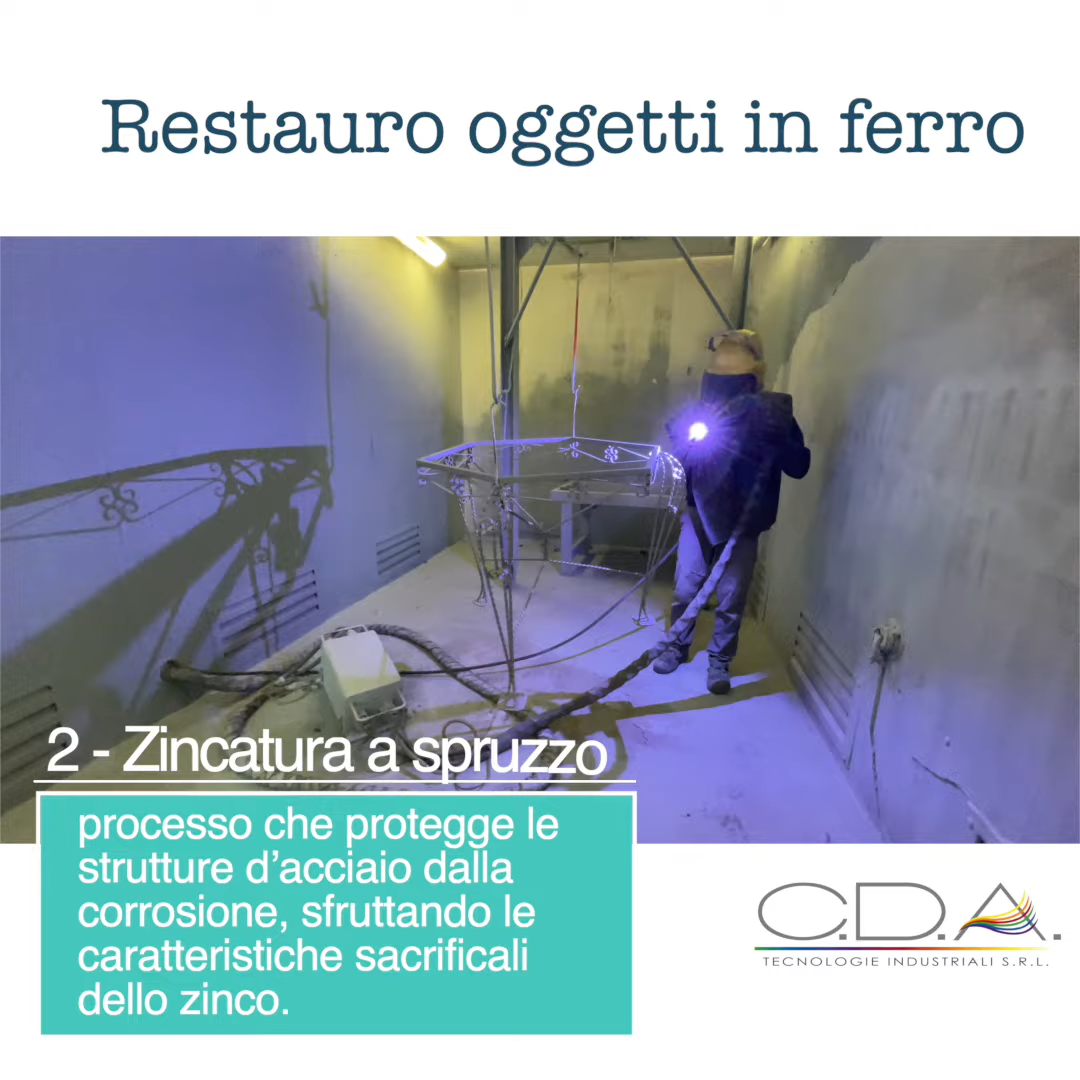 Restauro oggetti in ferro
2 - Zincatura a spruzzo
processo che protegge le
strutture d'acciaio dalla
corrosione, sfruttando le
caratteristiche sacrificali
dello zinco.
C.D.A.
TECNOLOGIE INDUSTRIALI S.R.L.